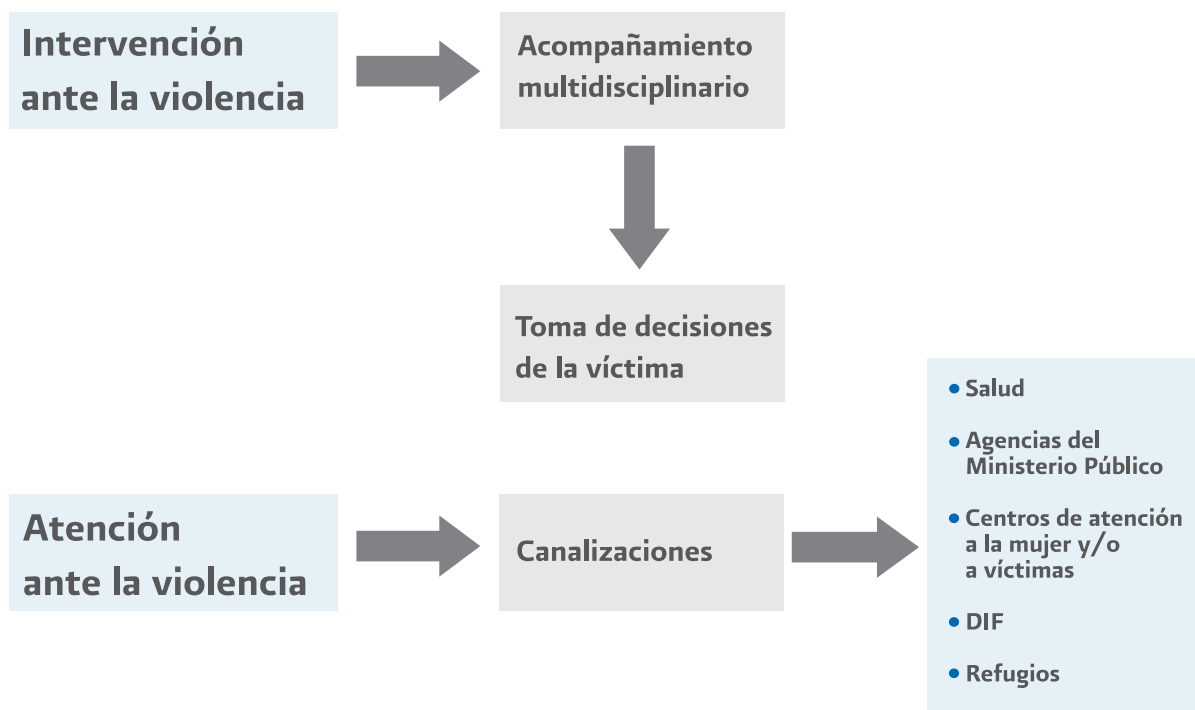 Intervención
ante la violencia
Acompañamiento
multidisciplinario
Toma de decisiones
de la víctima
Atención
ante la violencia
Canalizaciones
• Salud
• Agencias del
Ministerio Público
• Centros de atención
a la mujer y/o
a víctimas
• DIF
• Refugios